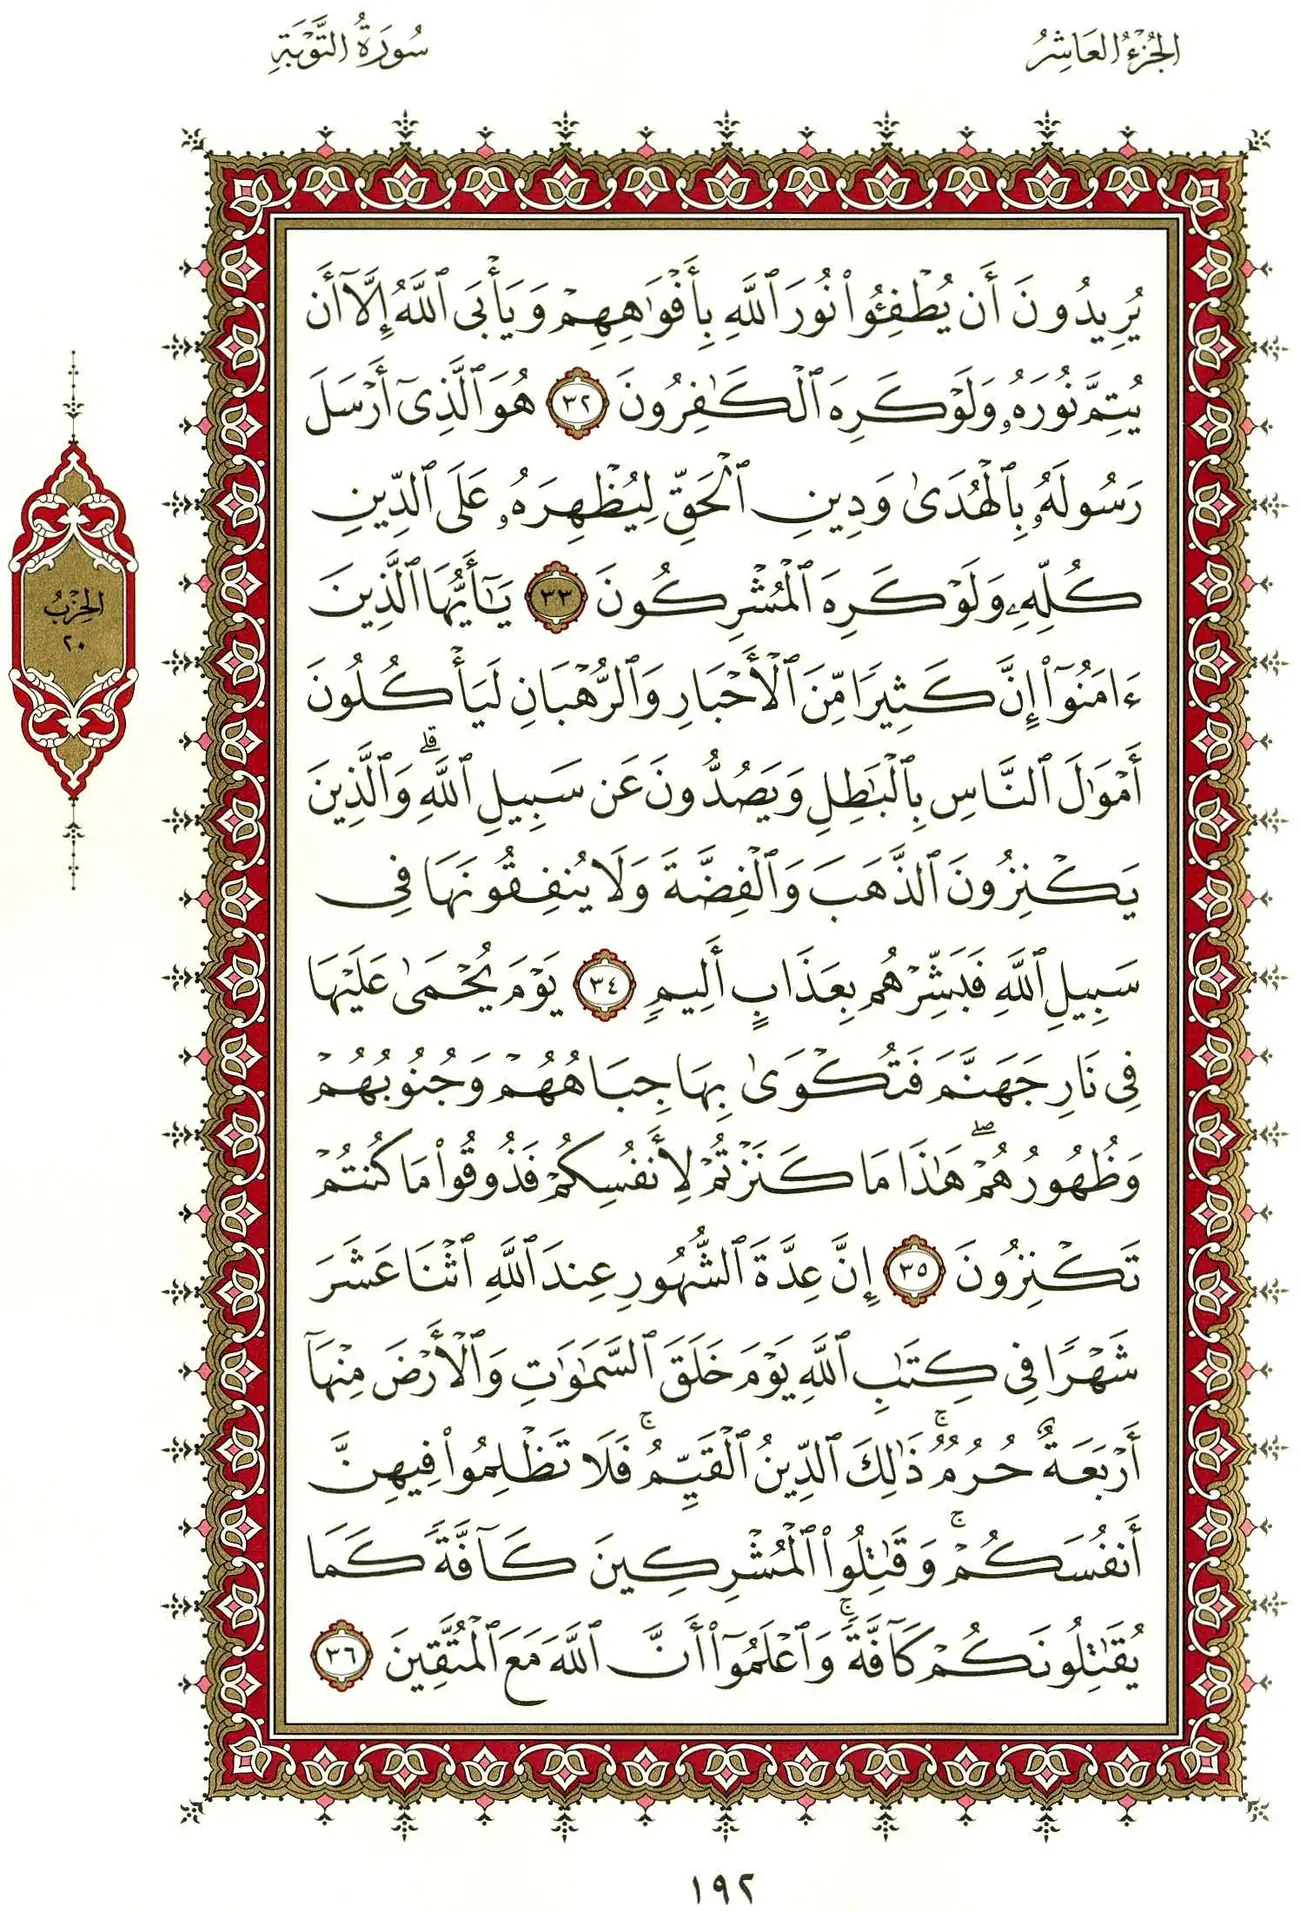 الجُزْءُ العَاشِرُ
سُورَةُ التَّوْبَةِ
يُرِيدُونَ أَن يُطْفِـُٔوا۟ نُورَ ٱللَّهِ بِأَفْوَٰهِهِمْ وَيَأْبَى ٱللَّهُ إِلَّآ أَن
يُتِمَّ نُورَهُۥ وَلَوْ كَرِهَ ٱلْكَٰفِرُونَ ٣٢ هُوَ ٱلَّذِىٓ أَرْسَلَ
رَسُولَهُۥ بِٱلْهُدَىٰ وَدِينِ ٱلْحَقِّ لِيُظْهِرَهُۥ عَلَى ٱلدِّينِ
كُلِّهِۦ وَلَوْ كَرِهَ ٱلْمُشْرِكُونَ ٣٣ يَٰٓأَيُّهَا ٱلَّذِينَ
ءَامَنُوٓا۟ إِنَّ كَثِيرًا مِّنَ ٱلْأَحْبَارِ وَٱلرُّهْبَانِ لَيَأْكُلُونَ
أَمْوَٰلَ ٱلنَّاسِ بِٱلْبَٰطِلِ وَيَصُدُّونَ عَن سَبِيلِ ٱللَّهِ ۗ وَٱلَّذِينَ
يَكْنِزُونَ ٱلذَّهَبَ وَٱلْفِضَّةَ وَلَا يُنفِقُونَهَا فِى
سَبِيلِ ٱللَّهِ فَبَشِّرْهُم بِعَذَابٍ أَلِيمٍ ٣٤ يَوْمَ يُحْمَىٰ عَلَيْهَا
فِى نَارِ جَهَنَّمَ فَتُكْوَىٰ بِهَا جِبَاهُهُمْ وَجُنُوبُهُمْ
وَظُهُورُهُمْ ۖ هَٰذَا مَا كَنَزْتُمْ لِأَنفُسِكُمْ فَذُوقُوا۟ مَا كُنتُمْ
تَكْنِزُونَ ٣٥ إِنَّ عِدَّةَ ٱلشُّهُورِ عِندَ ٱللَّهِ ٱثْنَا عَشَرَ
شَهْرًا فِى كِتَٰبِ ٱللَّهِ يَوْمَ خَلَقَ ٱلسَّمَٰوَٰتِ وَٱلْأَرْضَ مِنْهَآ
أَرْبَعَةٌ حُرُمٌ ۚ ذَٰلِكَ ٱلدِّينُ ٱلْقَيِّمُ ۚ فَلَا تَظْلِمُوا۟ فِيهِنَّ
أَنفُسَكُمْ ۚ وَقَٰتِلُوا۟ ٱلْمُشْرِكِينَ كَآفَّةً كَمَا
يُقَٰتِلُونَكُمْ كَآفَّةً ۚ وَٱعْلَمُوٓا۟ أَنَّ ٱللَّهَ مَعَ ٱلْمُتَّقِينَ ٣٦
الحِزْبُ
٢٠
١٩٢